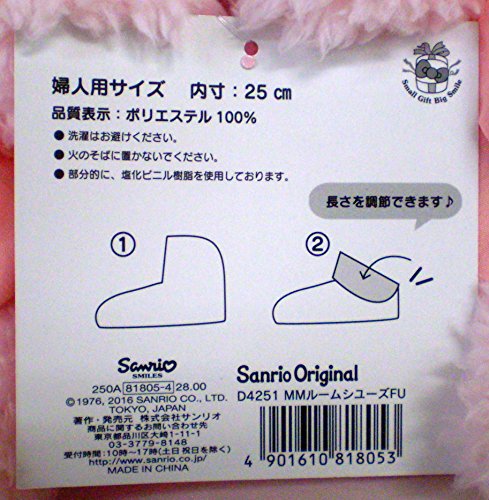 Small Gift Big Smile
婦人用サイズ 内寸：25㎝
品質表示：ポリエステル100%
●洗濯はお避けください。
●火のそばに置かないでください。
●部分的に、塩化ビニル樹脂を使用しております。
長さを調節できます♪
①
②
Sanrio
SMILES
250A 81805-4 28.00
©1976, 2016 SANRIO CO., LTD.
TOKYO, JAPAN
著作・発売元 株式会社サンリオ
商品に関するお問い合わせ先
東京都品川区大崎1-6-1
03-3779-8148
受付時間：10時〜17時(土日祝日を除く)
http://www.sanrio.co.jp/
MADE IN CHINA
Sanrio Original
D4251 MMルームシューズFU
4 901610 818053